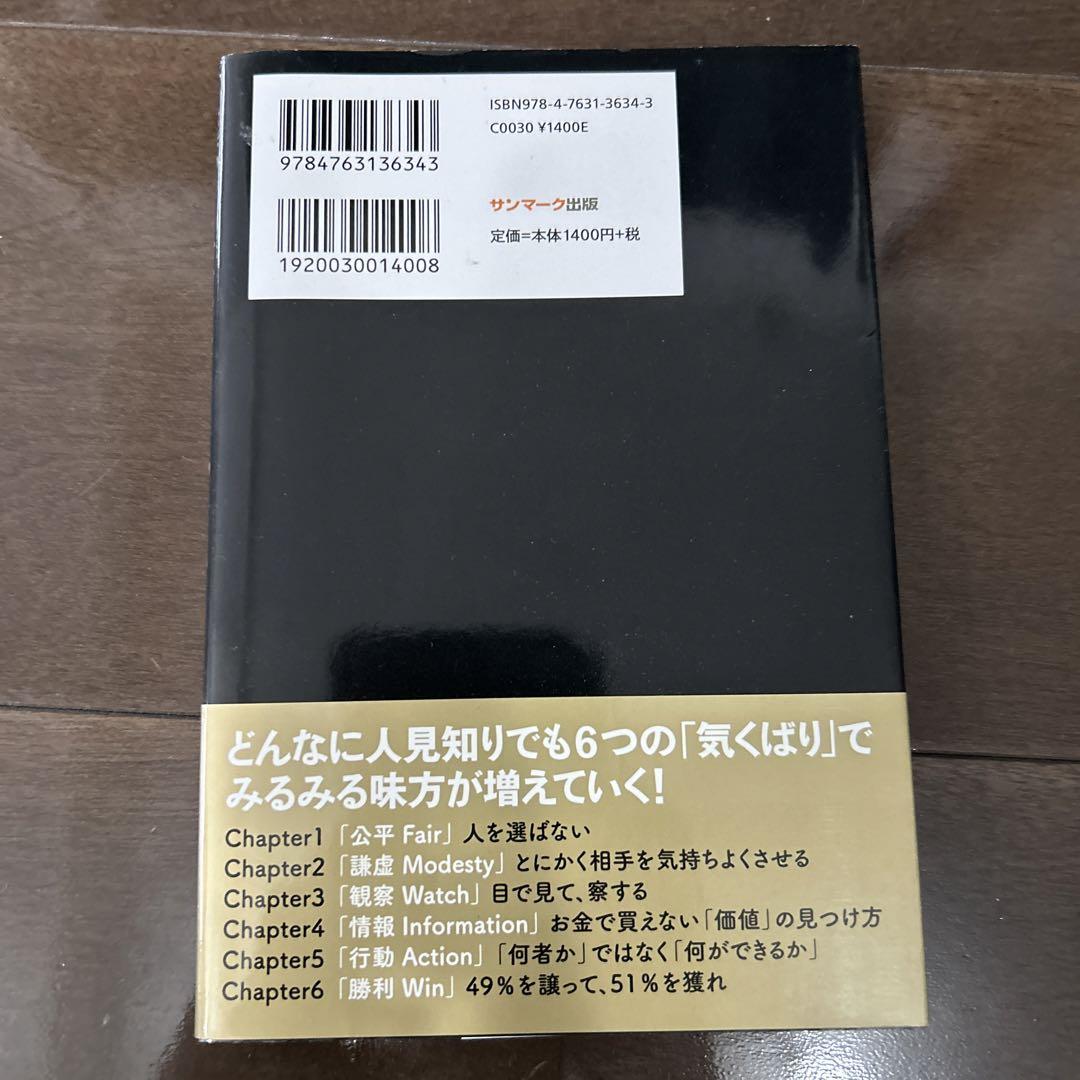 9784763136343
ISBN978-4-7631-3634-3
C0030 ¥1400E
1920030014008
サンマーク出版
定価=本体1400円+税
どんなに人見知りでも6つの「気くばり」で
みるみる味方が増えていく!
Chapter1 「公平 Fair」 人を選ばない
Chapter2 「謙虚 Modesty」 とにかく相手を気持ちよくさせる
Chapter3 「観察 Watch」 目で見て、察する
Chapter4 「情報 Information」 お金で買えない「価値」の見つけ方
Chapter5 「行動 Action」 「何者か」ではなく「何ができるか」
Chapter6 「勝利 Win」 49%を譲って、51%を獲れ